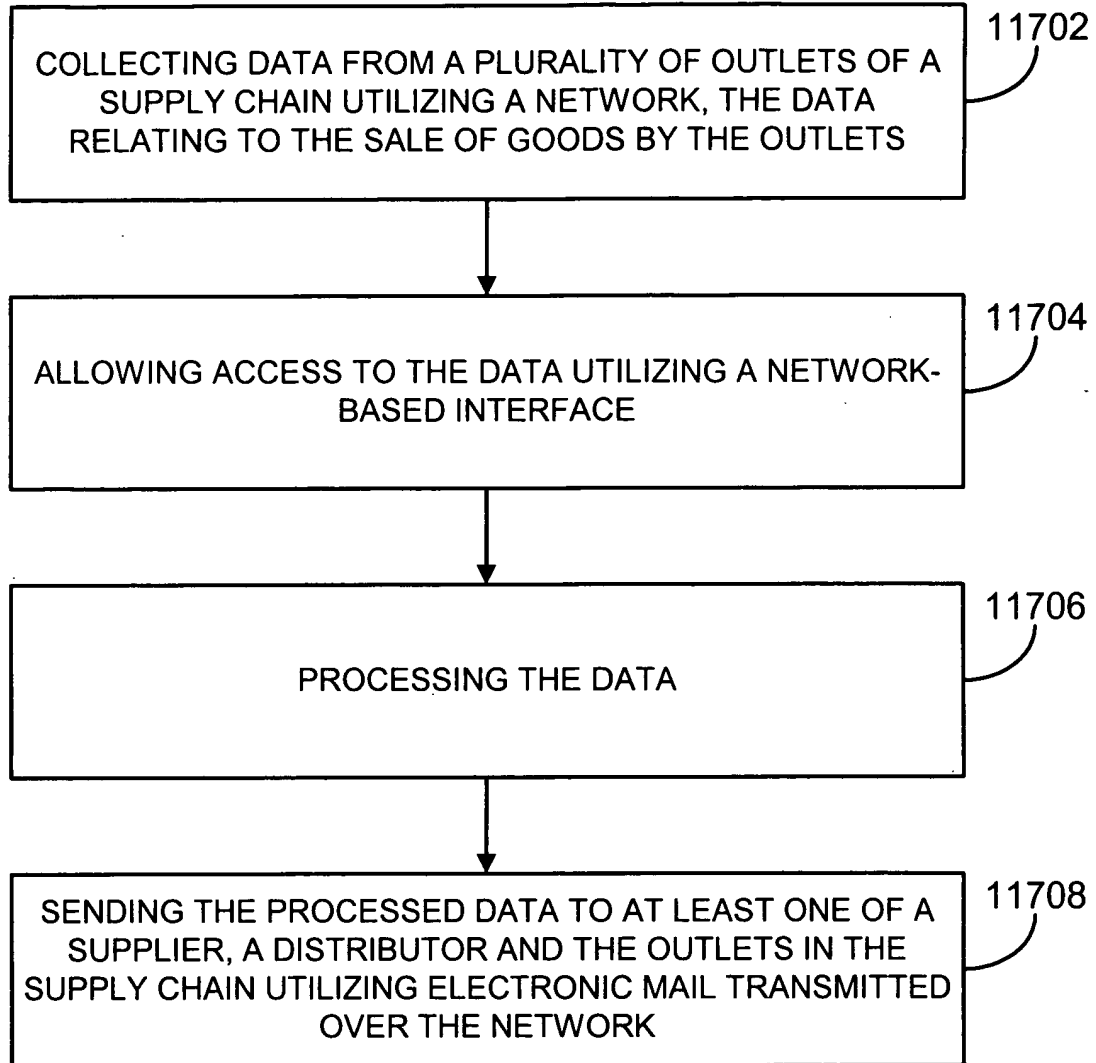 11702
COLLECTING DATA FROM A PLURALITY OF OUTLETS OF A
SUPPLY CHAIN UTILIZING A NETWORK, THE DATA
RELATING TO THE SALE OF GOODS BY THE OUTLETS
11704
ALLOWING ACCESS TO THE DATA UTILIZING A NETWORK-
BASED INTERFACE
11706
PROCESSING THE DATA
11708
SENDING THE PROCESSED DATA TO AT LEAST ONE OF A
SUPPLIER, A DISTRIBUTOR AND THE OUTLETS IN THE
SUPPLY CHAIN UTILIZING ELECTRONIC MAIL TRANSMITTED
OVER THE NETWORK